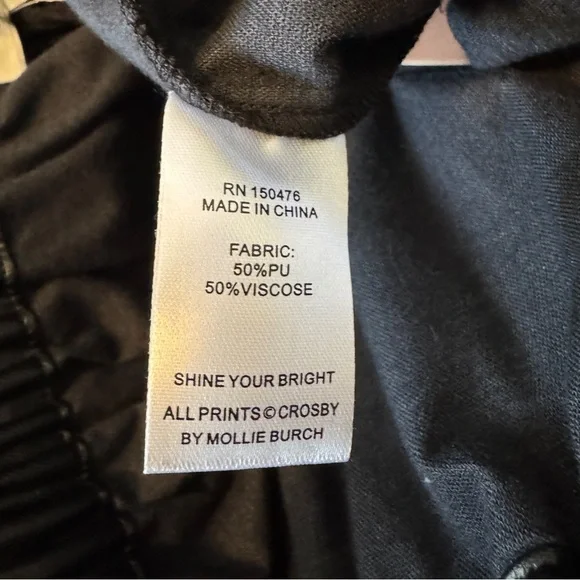 RN 150476
MADE IN CHINA
FABRIC:
50%PU
50%VISCOSE
SHINE YOUR BRIGHT
ALL PRINTS © CROSBY
BY MOLLIE BURCH